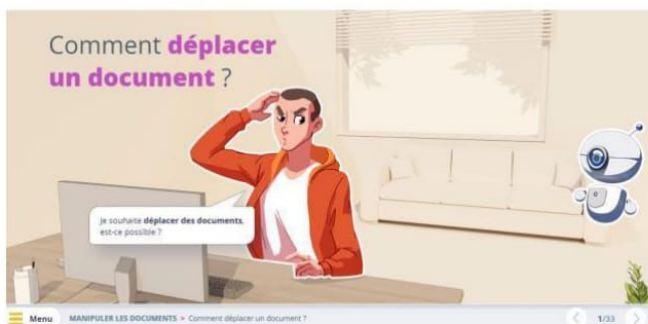 Comment déplacer
un document ?
Je souhaite déplacer des documents,
est-ce possible ?
Menu MANIPULER LES DOCUMENTS > Comment déplacer un document ? 1/33